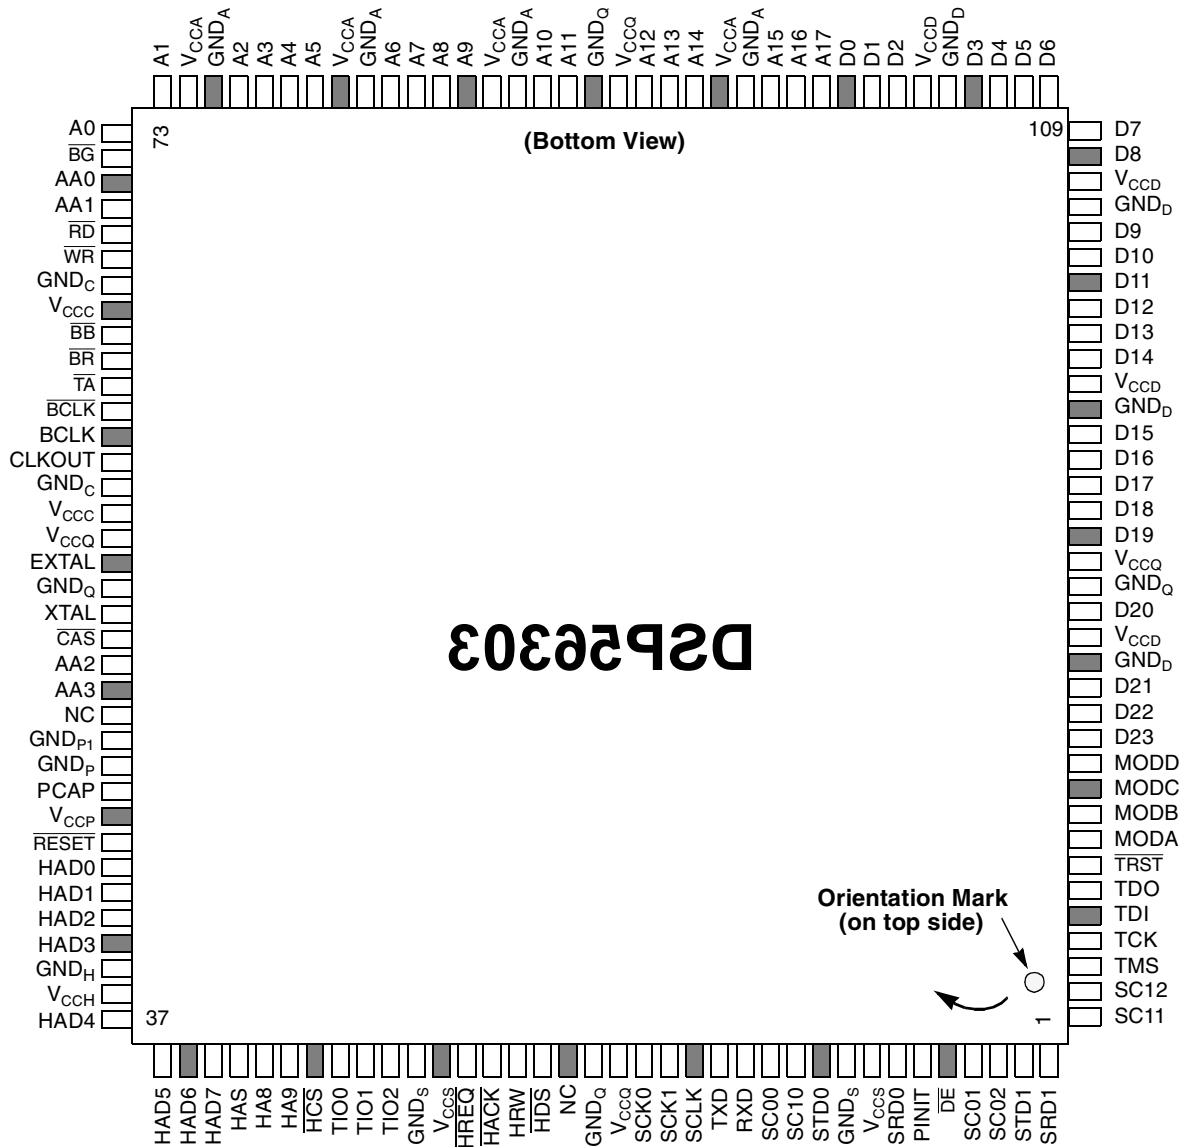 A1
VCCA
GNDA
A2
A3
A4
A5
VCCA
GNDA
A6
A7
A8
A9
VCCA
GNDA
A10
A11
GNDQ
VCCQ
A12
A13
A14
VCCA
GNDA
A15
A16
A17
D0
D1
D2
VCCD
GNDD
D3
D4
D5
D6
A0
BG
AA0
AA1
RD
WR
GNDC
VCCC
BB
BR
TA
BCLK
BCLK
CLKOUT
GNDC
VCCC
VCCQ
EXTAL
GNDQ
XTAL
CAS
AA2
AA3
NC
GNDP1
GNDP
PCAP
VCCP
RESET
HAD0
HAD1
HAD2
HAD3
GNDH
VCCH
HAD4
73
(Bottom View)
109
DSP56303
Orientation Mark
(on top side)
37
1
D7
D8
VCCD
GNDD
D9
D10
D11
D12
D13
D14
VCCD
GNDD
D15
D16
D17
D18
D19
VCCQ
GNDQ
D20
VCCD
GNDD
D21
D22
D23
MODD
MODC
MODB
MODA
TRST
TDO
TDI
TCK
TMS
SC12
SC11
HAD5
HAD6
HAD7
HAS
HA8
HA9
HCS
TIO0
TIO1
TIO2
GNDS
VCCS
HREQ
HACK
HRW
HDS
NC
GNDQ
VCCQ
SCK0
SCK1
SCLK
TXD
RXD
SC00
SC10
STD0
GNDS
VCCS
SRD0
PINIT
DE
SC01
SC02
STD1
SRD1